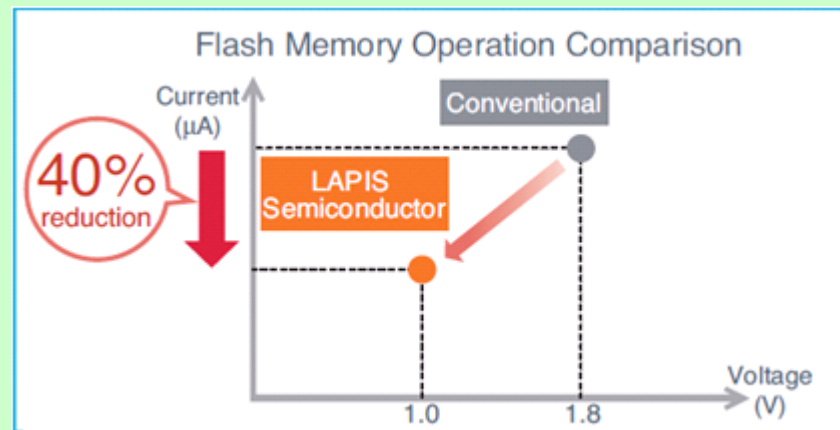 Flash Memory Operation Comparison
Current
(µA)
Conventional
40%
reduction
LAPIS
Semiconductor
Voltage
(V)
1.0
1.8